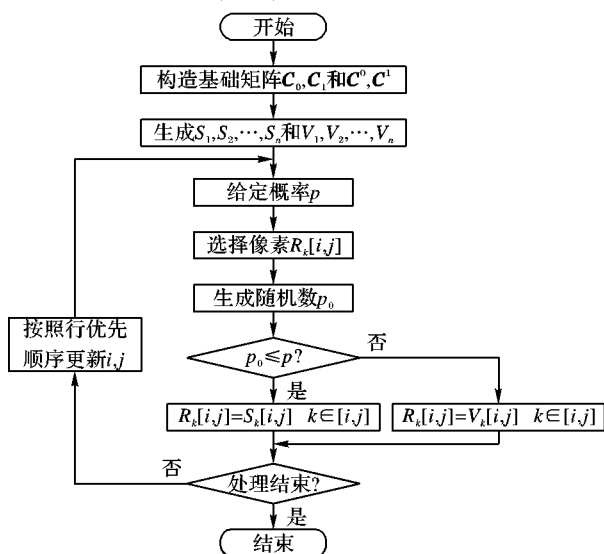 开始
构造基础矩阵C₀,C₁和C⁰,C¹
生成S₁,S₂,…,Sₙ和V₁,V₂,…,Vₙ
给定概率p
选择像素Rₖ[i,j]
生成随机数p₀
按照行优先
顺序更新i,j
p₀≤p?
否
是
Rₖ[i,j]=Sₖ[i,j] k∈[i,j]
Rₖ[i,j]=Vₖ[i,j] k∈[i,j]
否
处理结束?
是
结束